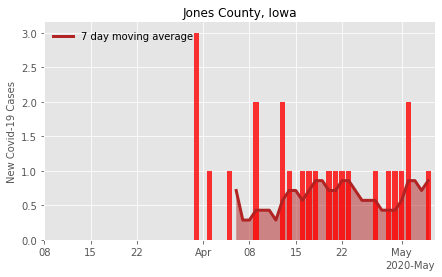 Jones County, Iowa
7 day moving average
New Covid-19 Cases
3.0
2.5
2.0
1.5
1.0
0.5
0.0
08 15 22 Apr 08 15 22 May
2020-May